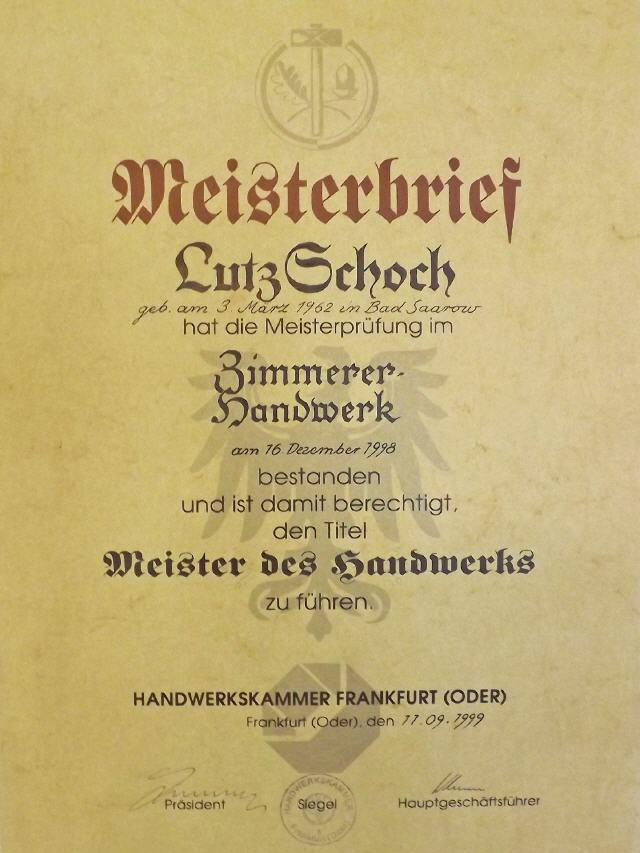 Meisterbrief
Lutz Schoch
geb. am 3. März 1962 in Bad Saarow
hat die Meisterprüfung im
Zimmerer-
Handwerk
am 16. Dezember 1998
bestanden
und ist damit berechtigt,
den Titel
Meister des Handwerks
zu führen.
HANDWERKSKAMMER FRANKFURT (ODER)
Frankfurt (Oder), den 11.09.1999
Präsident Siegel Hauptgeschäftsführer
HANDWERKSKAMMER